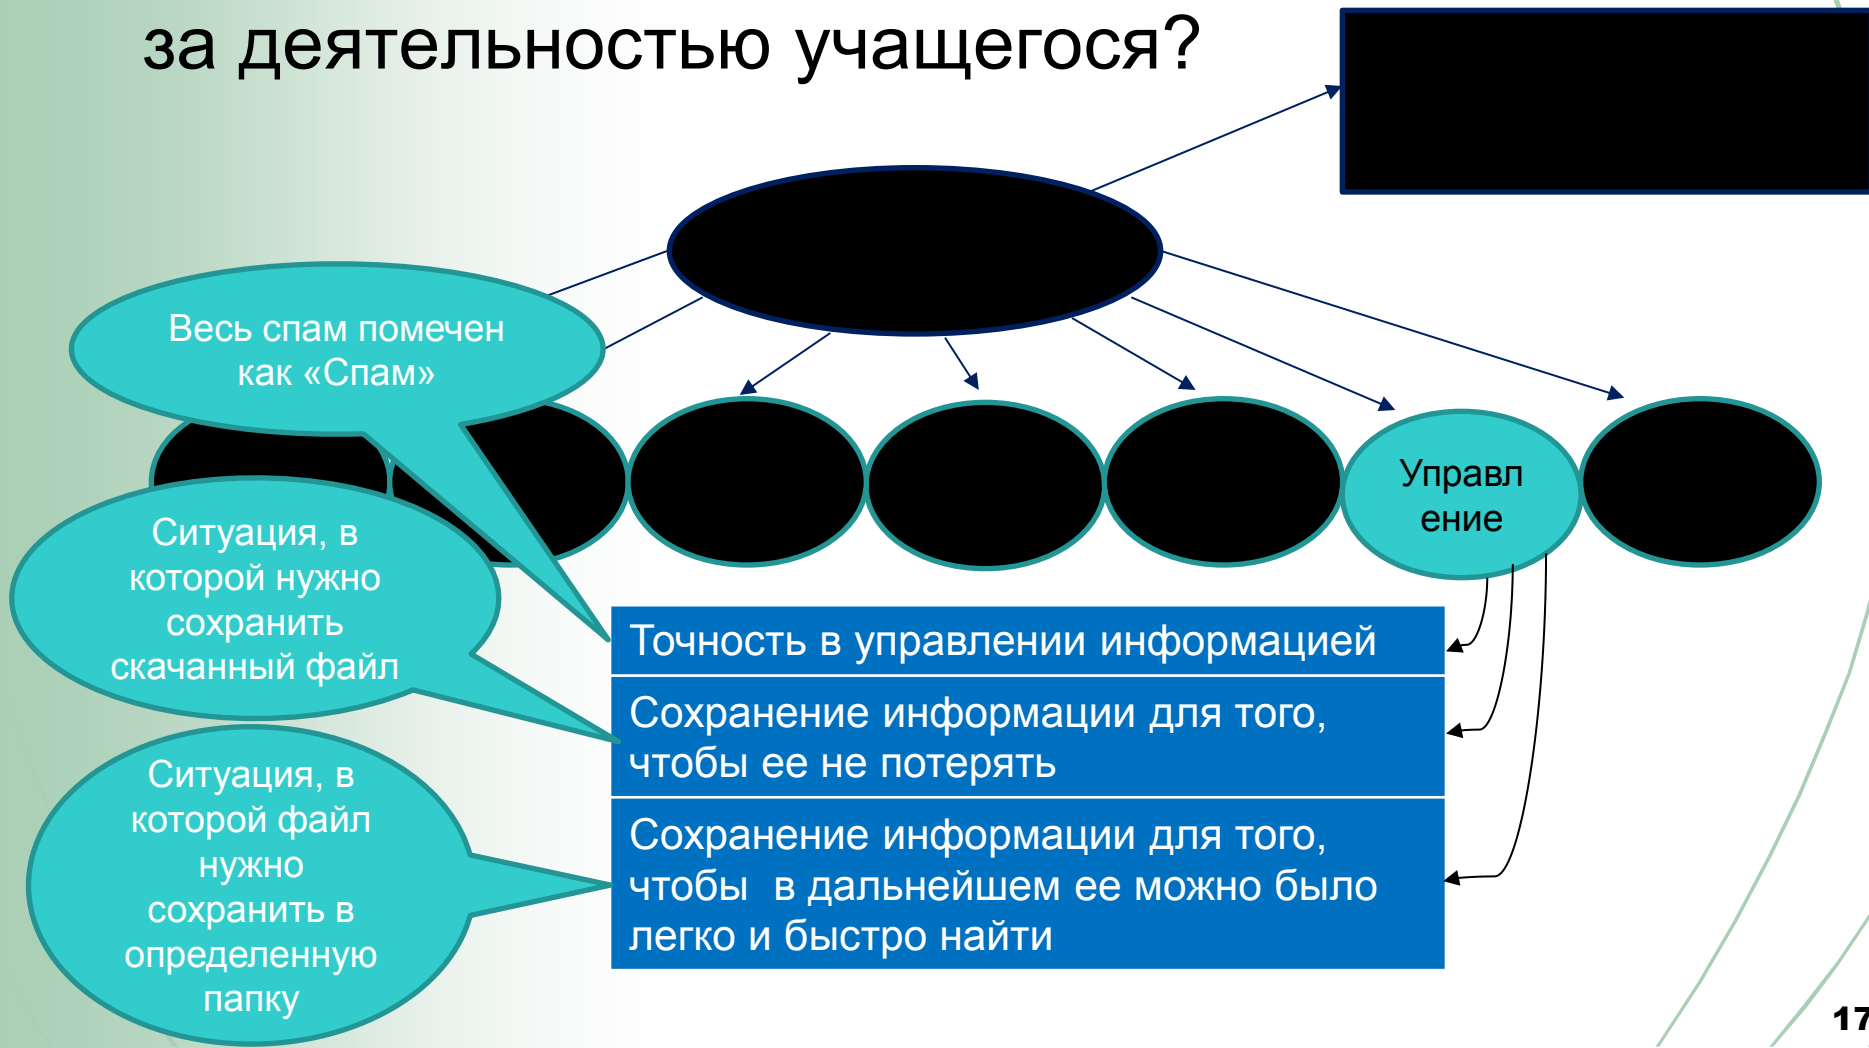 за деятельностью учащегося?
Весь спам помечен
как «Спам»
Управл
ение
Ситуация, в
которой нужно
сохранить
скачанный файл
Точность в управлении информацией
Сохранение информации для того,
чтобы ее не потерять
Ситуация, в
которой файл
нужно
сохранить в
определенную
папку
Сохранение информации для того,
чтобы в дальнейшем ее можно было
легко и быстро найти
17